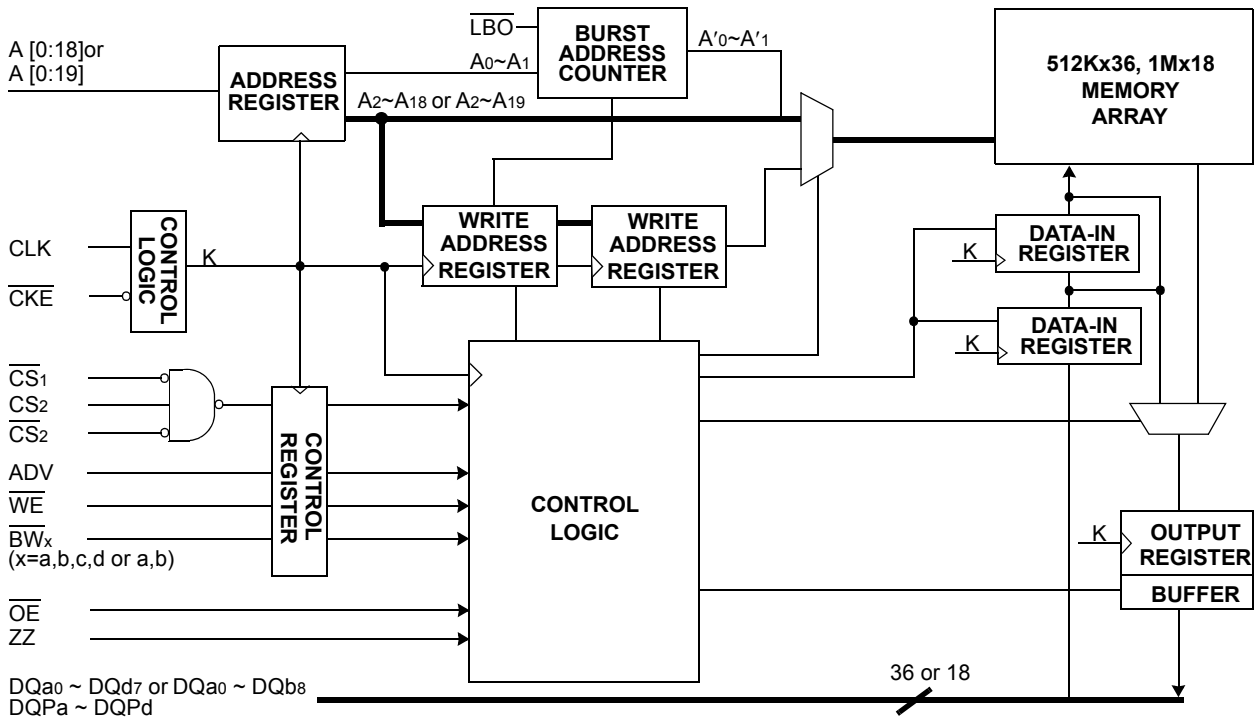 A [0:18]or
A [0:19]
ADDRESS
REGISTER
LBO
A0~A1
BURST
ADDRESS
COUNTER
A′0~A′1
A2~A18 or A2~A19
512Kx36, 1Mx18
MEMORY
ARRAY
WRITE
ADDRESS
REGISTER
WRITE
ADDRESS
REGISTER
CLK
CKE
CONTROL
LOGIC
K
DATA-IN
REGISTER
K
DATA-IN
REGISTER
K
CS1
CS2
CS2
ADV
WE
BWx
(x=a,b,c,d or a,b)
CONTROL
REGISTER
CONTROL
LOGIC
K
OUTPUT
REGISTER
BUFFER
OE
ZZ
DQa0 ~ DQd7 or DQa0 ~ DQb8
DQPa ~ DQPd
36 or 18